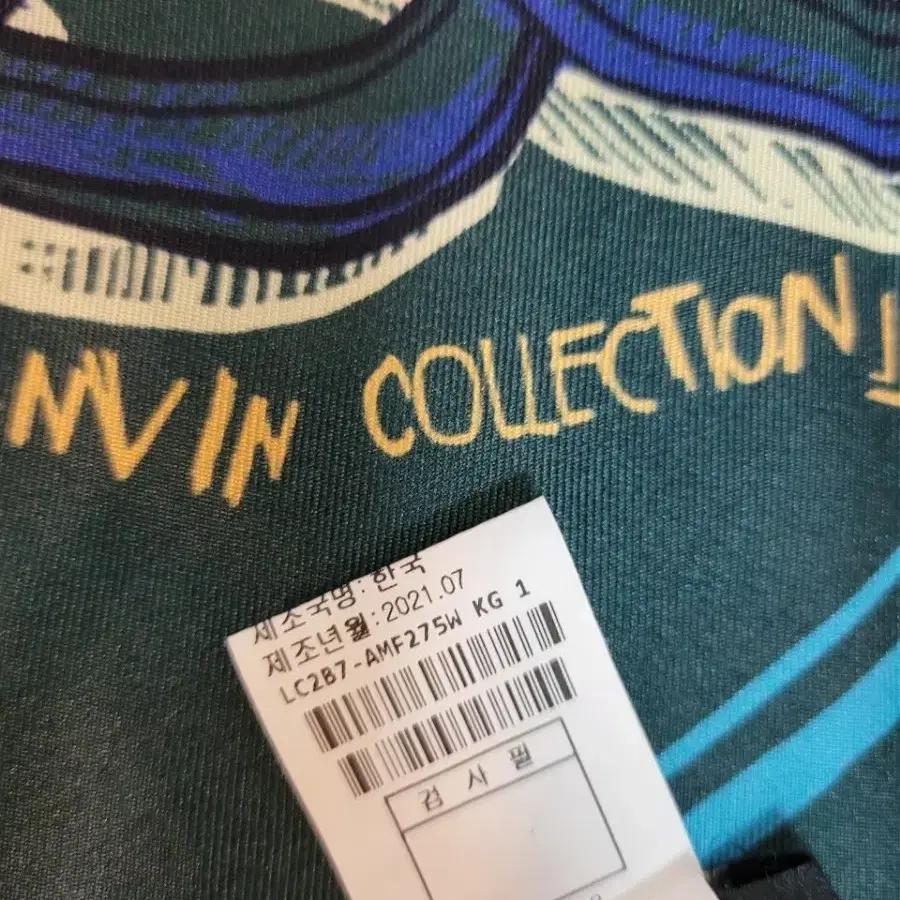 NVIN COLLECTION
제조국명:한국
제조년월:2021.07
LC2B7-AMF275W KG 1
검 사 필